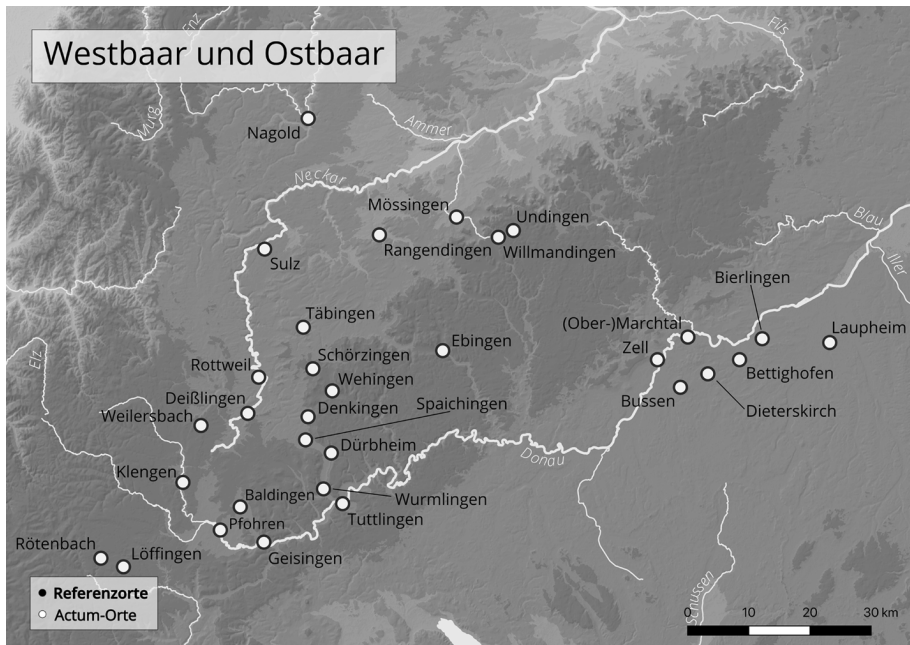 Westbaar und Ostbaar
Enz
Fils
Murg
Nagold
Ammer
Neckar
Mössingen
Undingen
Rangendingen
Willmandingen
Sulz
Blau
Iller
Bierlingen
Täbingen
(Ober-)Marchtal
Laupheim
Ebingen
Zell
Elz
Schörzingen
Rottweil
Bettighofen
Wehingen
Bussen
Deißlingen
Spaichingen
Denkingen
Dieterskirch
Weilersbach
Dürbheim
Donau
Klengen
Baldingen
Wurmlingen
Tuttlingen
Pfohren
Rötenbach
Löffingen
Geisingen
Referenzorte
Actum-Orte
Schussen
0 10 20 30 km